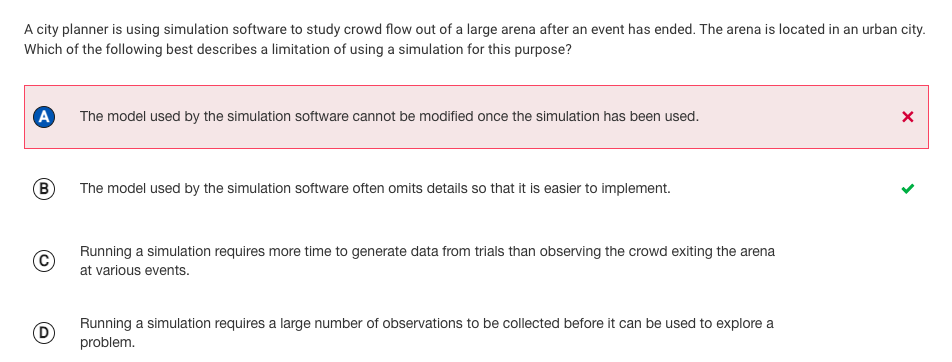 A city planner is using simulation software to study crowd flow out of a large arena after an event has ended. The arena is located in an urban city.
Which of the following best describes a limitation of using a simulation for this purpose?
A The model used by the simulation software cannot be modified once the simulation has been used.
B The model used by the simulation software often omits details so that it is easier to implement.
C Running a simulation requires more time to generate data from trials than observing the crowd exiting the arena
at various events.
D Running a simulation requires a large number of observations to be collected before it can be used to explore a
problem.